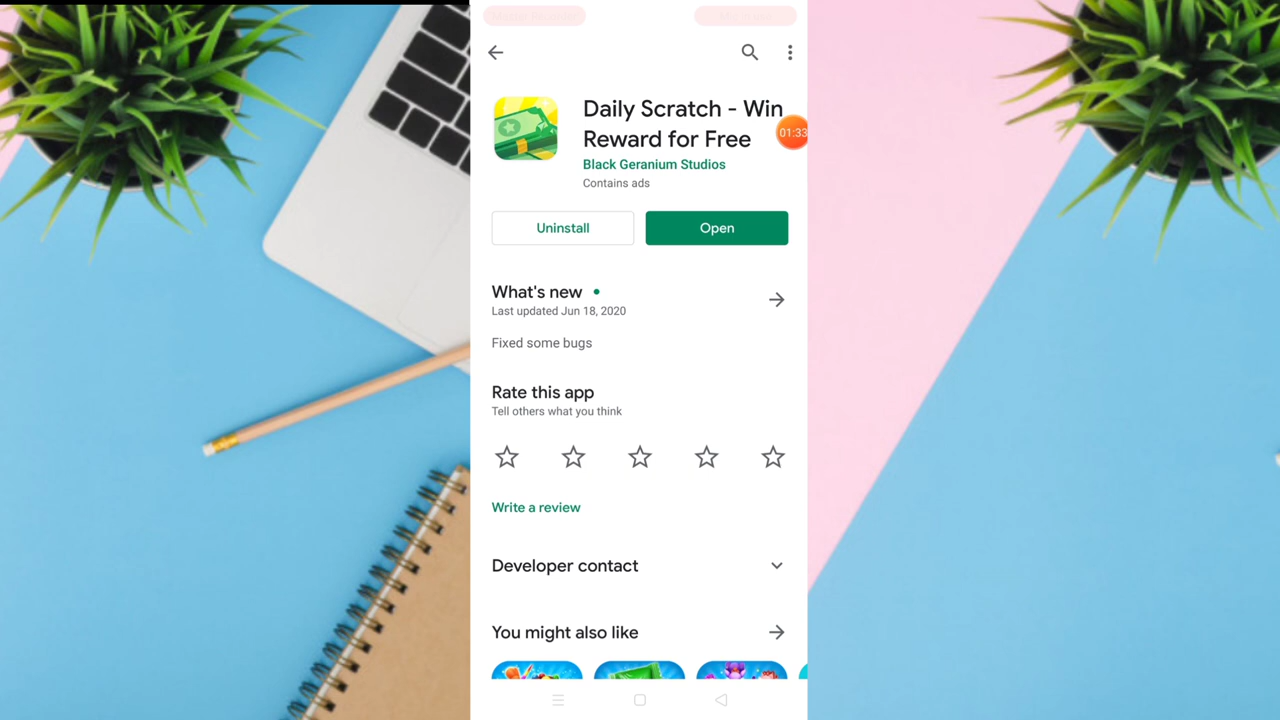 Daily Scratch - Win
Reward for Free
01:33
Black Geranium Studios
Contains ads
Uninstall
Open
What's new
Last updated Jun 18, 2020
Fixed some bugs
Rate this app
Tell others what you think
Write a review
Developer contact
You might also like